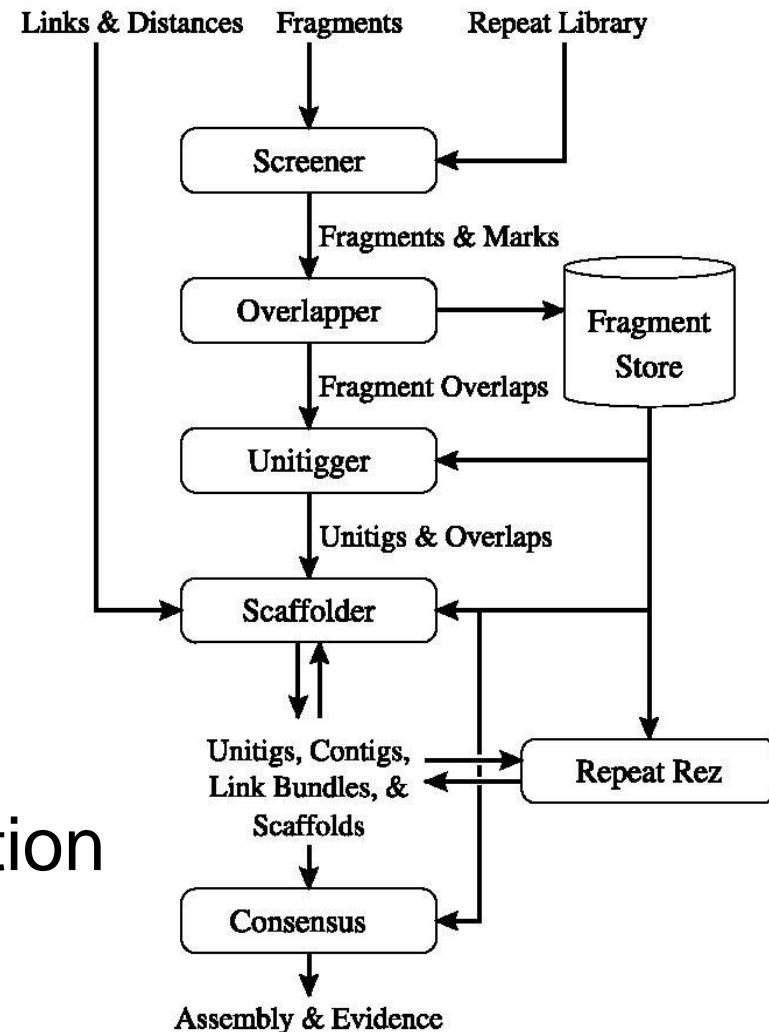 Links & Distances Fragments Repeat Library
Screener
Fragments & Marks
Overlapper
Fragment
Store
Fragment Overlaps
Unitigger
Unitigs & Overlaps
Scaffolder
Unitigs, Contigs,
Link Bundles, &
Scaffolds
Repeat Rez
tion
Consensus
Assembly & Evidence